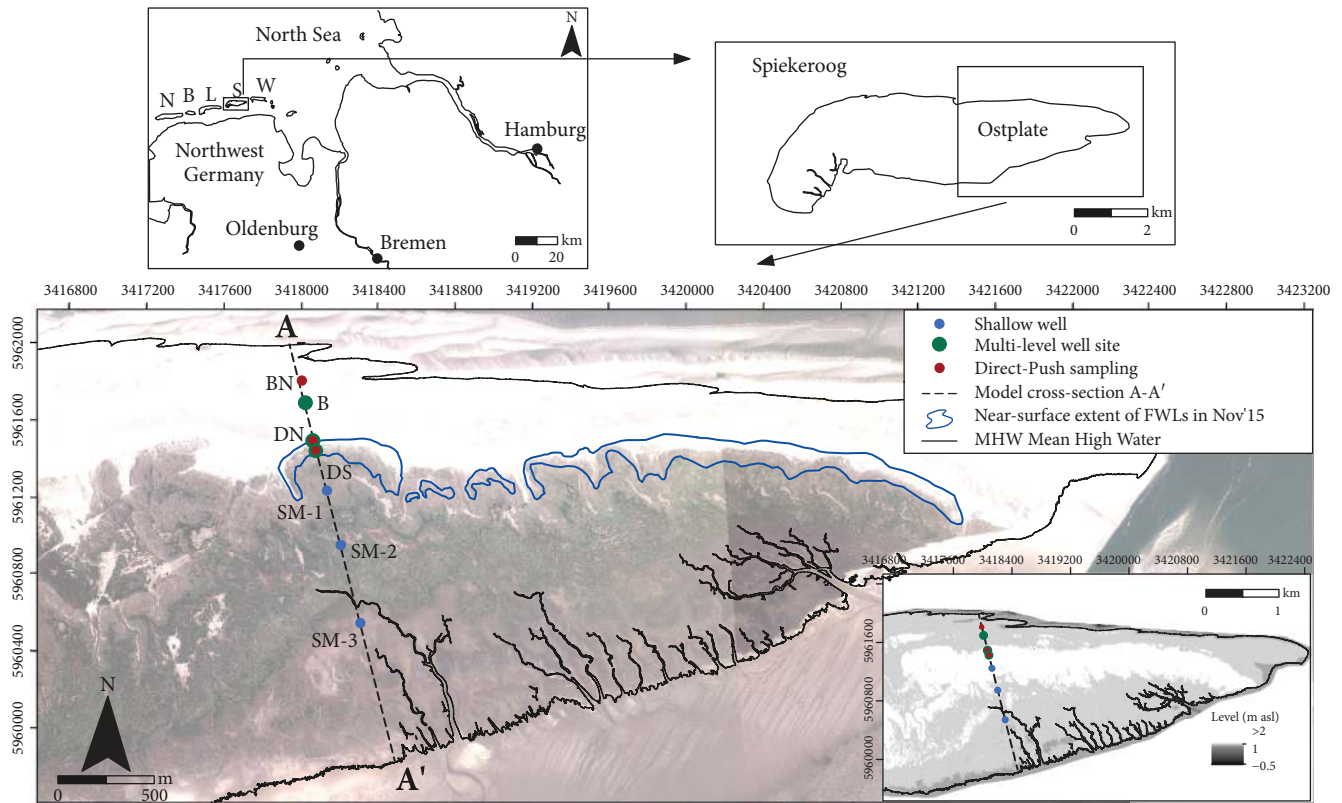 North Sea
N
N B L S W
Hamburg
Northwest
Germany
Oldenburg
Bremen
km
0 20
Spiekeroog
Ostplate
km
0 2
3416800 3417200 3417600 3418000 3418400 3418800 3419200 3419600 3420000 3420400 3420800 3421200 3421600 3422000 3422400 3422800 3423200
5962000
5961600
5961200
5960800
5960400
5960000
A
BN
B
DN
DS
SM-1
SM-2
SM-3
A'
N
m
0 500
Shallow well
Multi-level well site
Direct-Push sampling
Model cross-section A-A'
Near-surface extent of FWLs in Nov'15
MHW Mean High Water
3416800 3417600 3418400 3419200 3420000 3420800 3421600 3422400
km
0 1
5961600
5960800
5960000
Level (m asl)
>2
1
−0.5